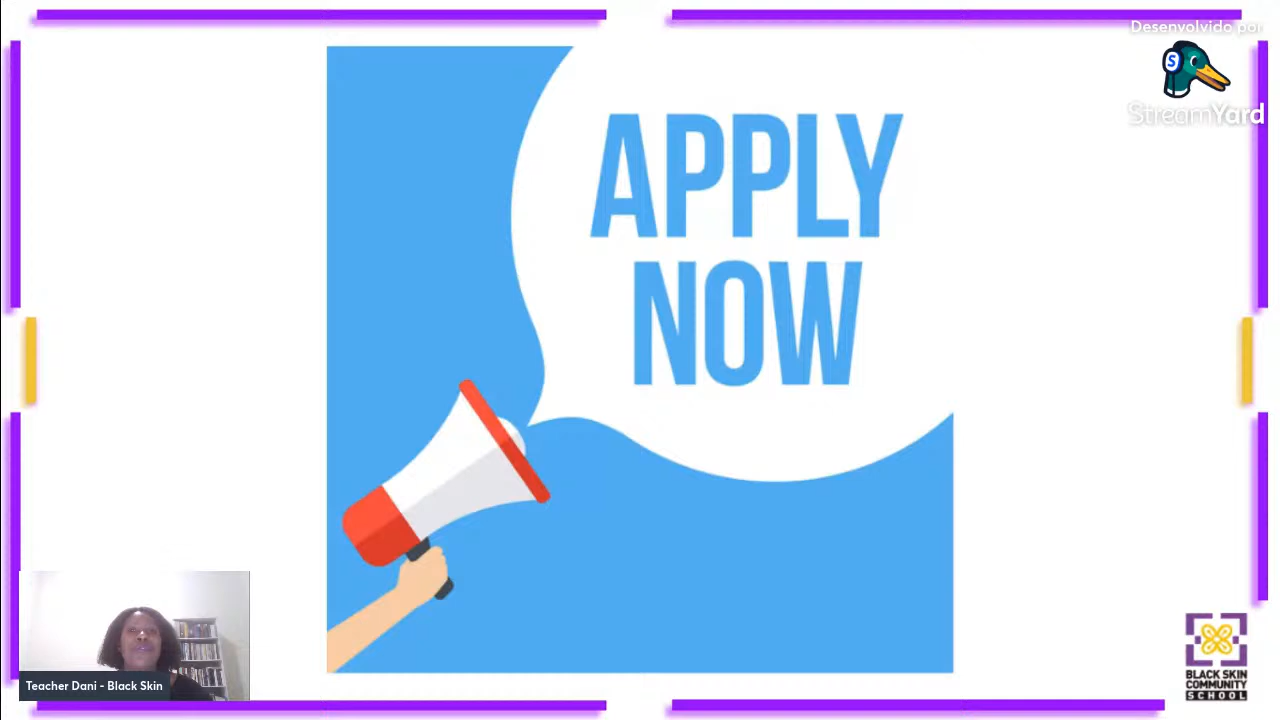 Desenvolvido por
S
StreamYard
APPLY
NOW
Teacher Dani - Black Skin
BLACK SKIN
COMMUNITY
SCHOOL